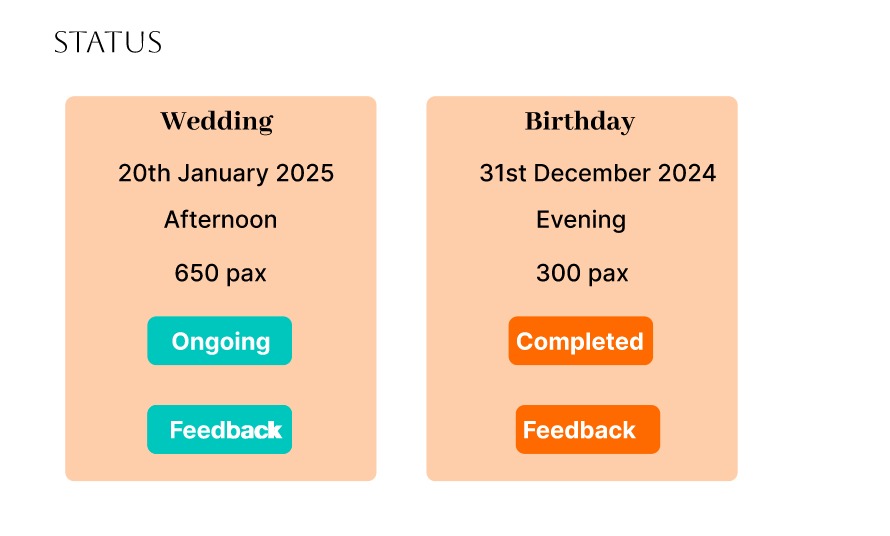 STATUS
Wedding
20th January 2025
Afternoon
650 pax
Ongoing
Feedback
Birthday
31st December 2024
Evening
300 pax
Completed
Feedback